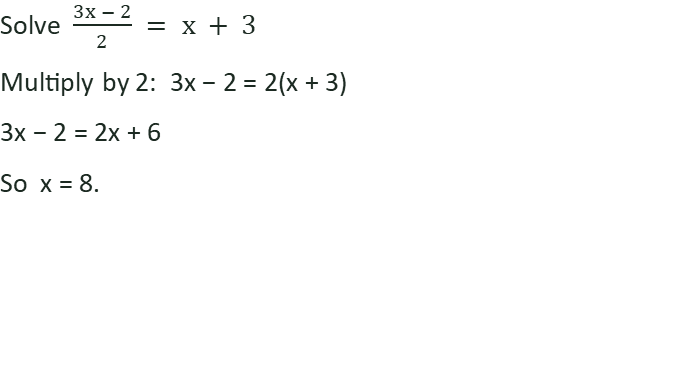 Solve (3x − 2)/2 = x + 3
Multiply by 2: 3x − 2 = 2(x + 3)
3x − 2 = 2x + 6
So x = 8.